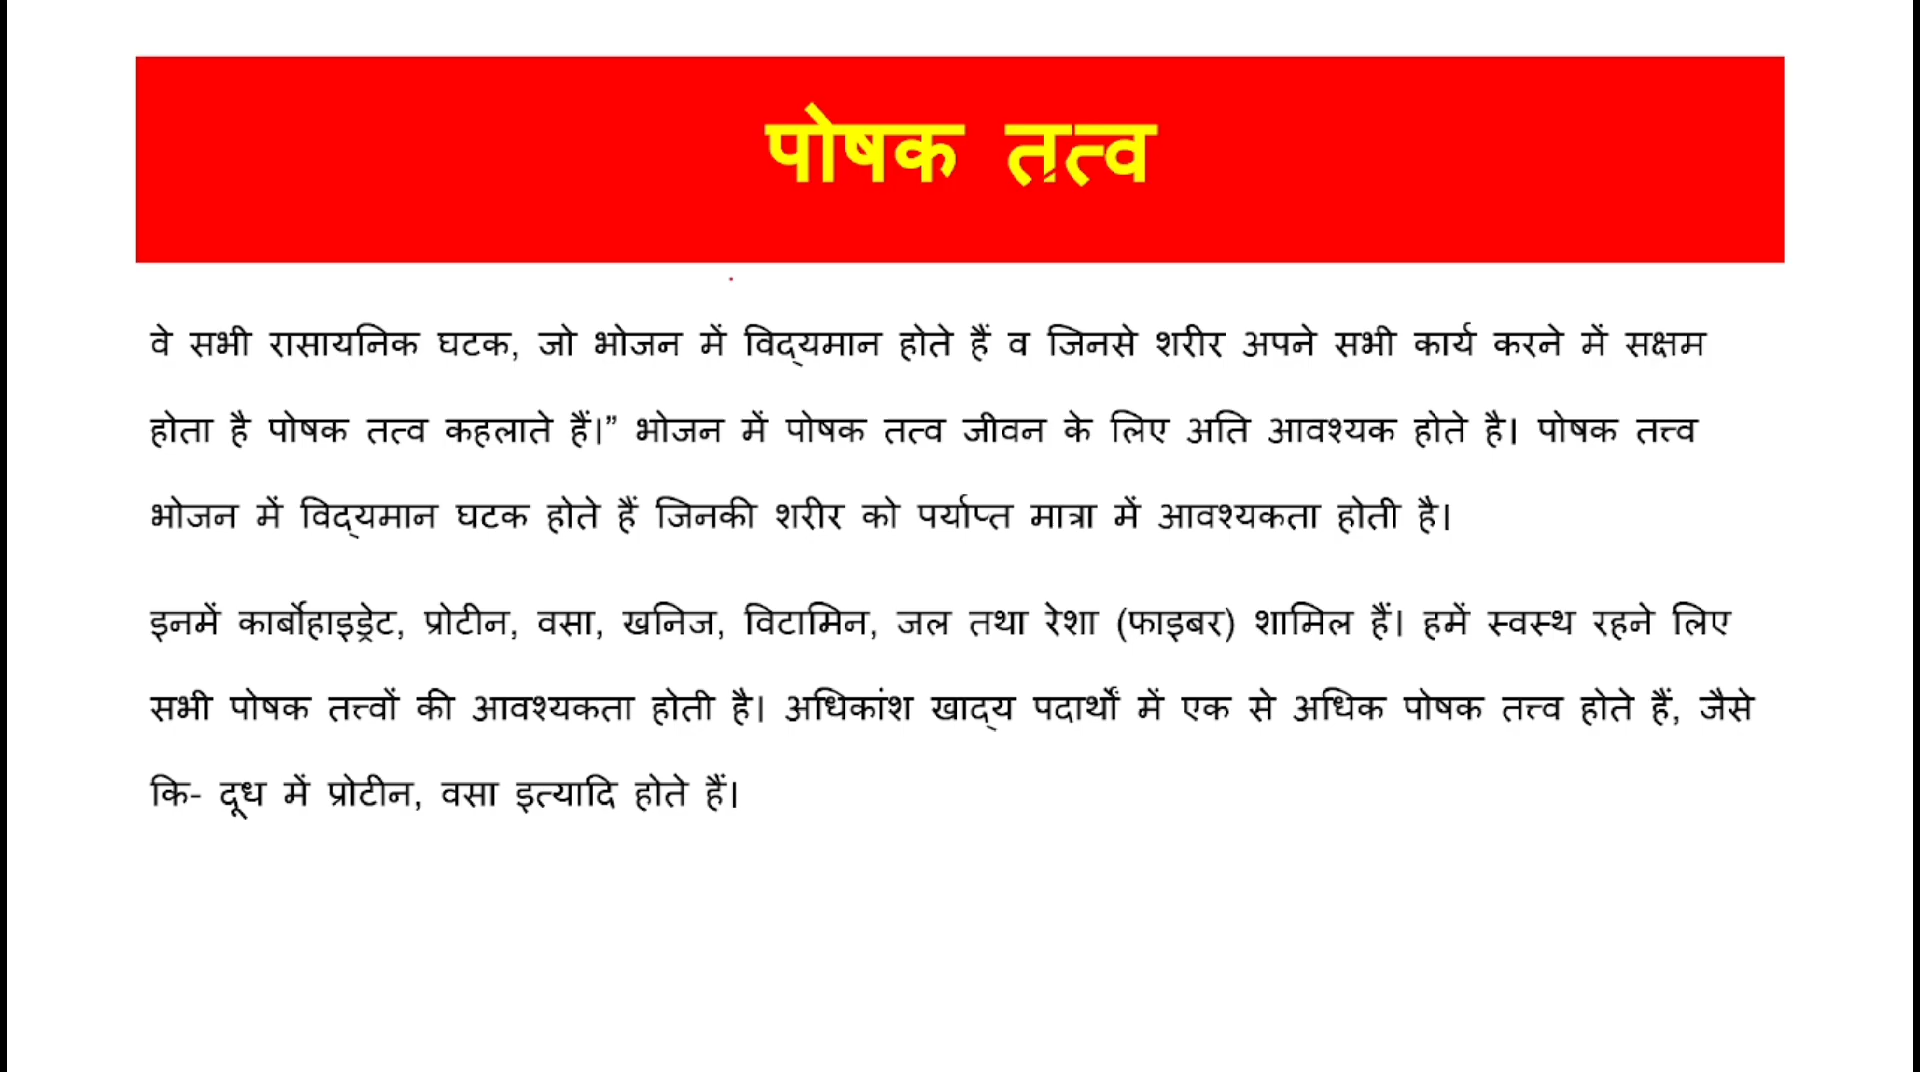 पोषक तत्व
वे सभी रासायनिक घटक, जो भोजन में विद्यमान होते हैं व जिनसे शरीर अपने सभी कार्य करने में सक्षम
होता है पोषक तत्व कहलाते हैं।” भोजन में पोषक तत्व जीवन के लिए अति आवश्यक होते है। पोषक तत्त्व
भोजन में विद्यमान घटक होते हैं जिनकी शरीर को पर्याप्त मात्रा में आवश्यकता होती है।
इनमें कार्बोहाइड्रेट, प्रोटीन, वसा, खनिज, विटामिन, जल तथा रेशा (फाइबर) शामिल हैं। हमें स्वस्थ रहने लिए
सभी पोषक तत्त्वों की आवश्यकता होती है। अधिकांश खाद्य पदार्थों में एक से अधिक पोषक तत्त्व होते हैं, जैसे
कि- दूध में प्रोटीन, वसा इत्यादि होते हैं।